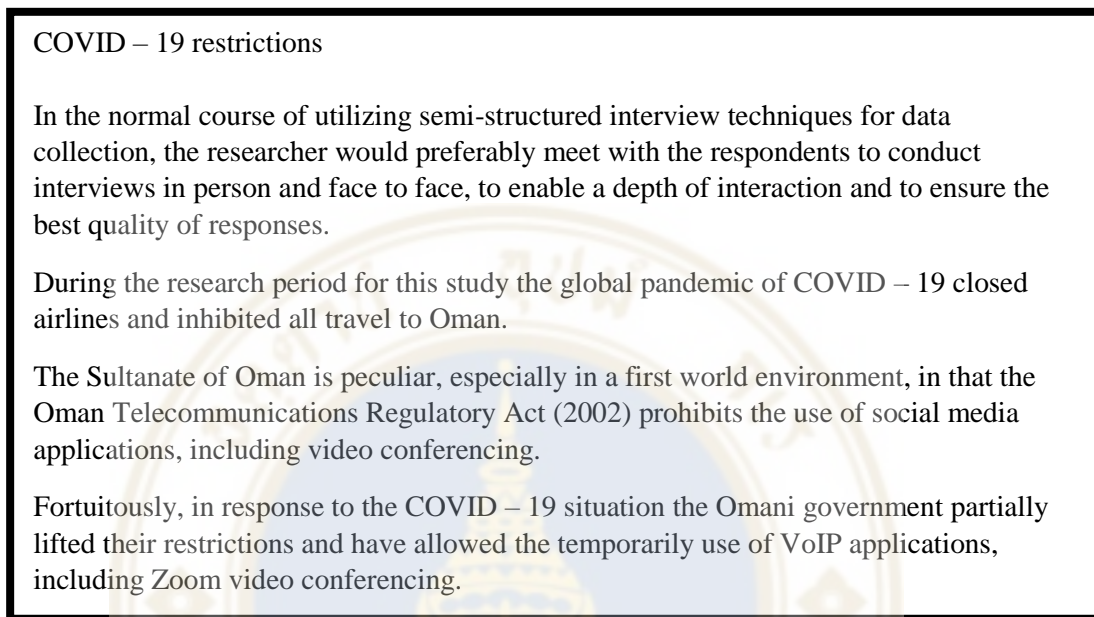 COVID – 19 restrictions
In the normal course of utilizing semi-structured interview techniques for data
collection, the researcher would preferably meet with the respondents to conduct
interviews in person and face to face, to enable a depth of interaction and to ensure the
best quality of responses.
During the research period for this study the global pandemic of COVID – 19 closed
airlines and inhibited all travel to Oman.
The Sultanate of Oman is peculiar, especially in a first world environment, in that the
Oman Telecommunications Regulatory Act (2002) prohibits the use of social media
applications, including video conferencing.
Fortuitously, in response to the COVID – 19 situation the Omani government partially
lifted their restrictions and have allowed the temporarily use of VoIP applications,
including Zoom video conferencing.